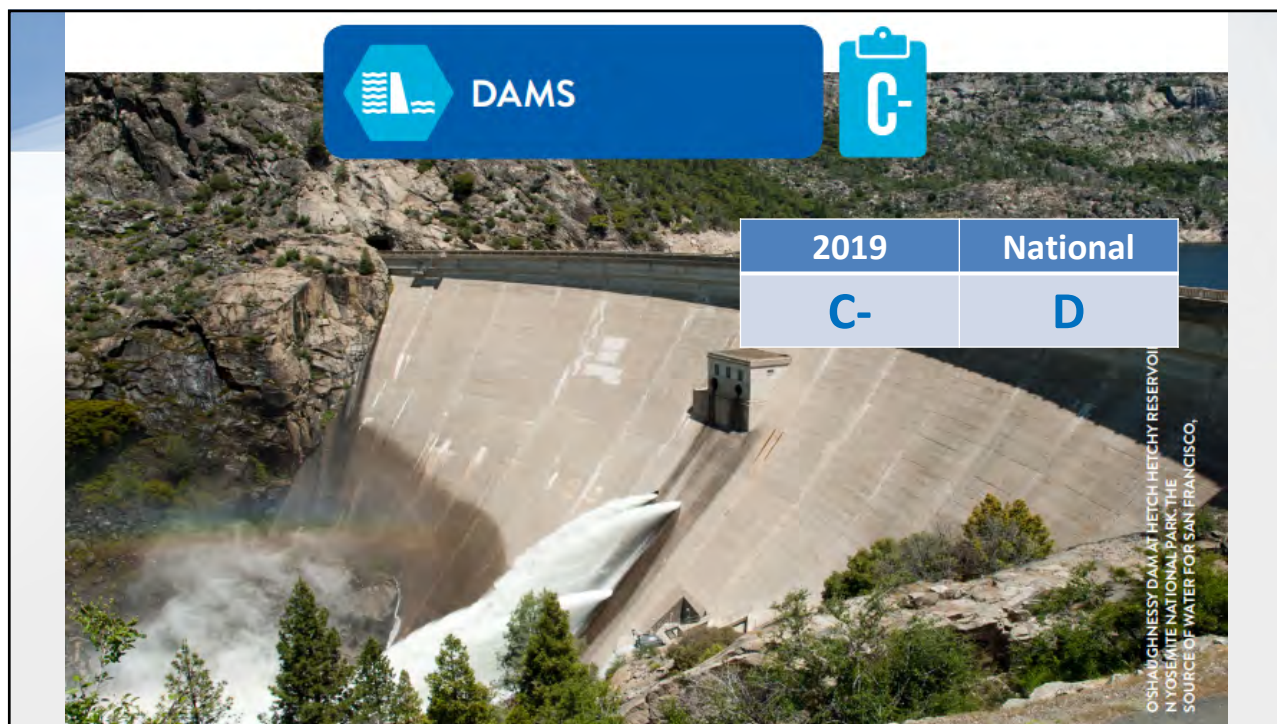 DAMS
C-
2019 National
C- D
O'SHAUGHNESSY DAM AT HETCH HETCHY RESERVOI
N YOSEMITE NATIONAL PARK. THE
SOURCE OF WATER FOR SAN FRANCISCO,